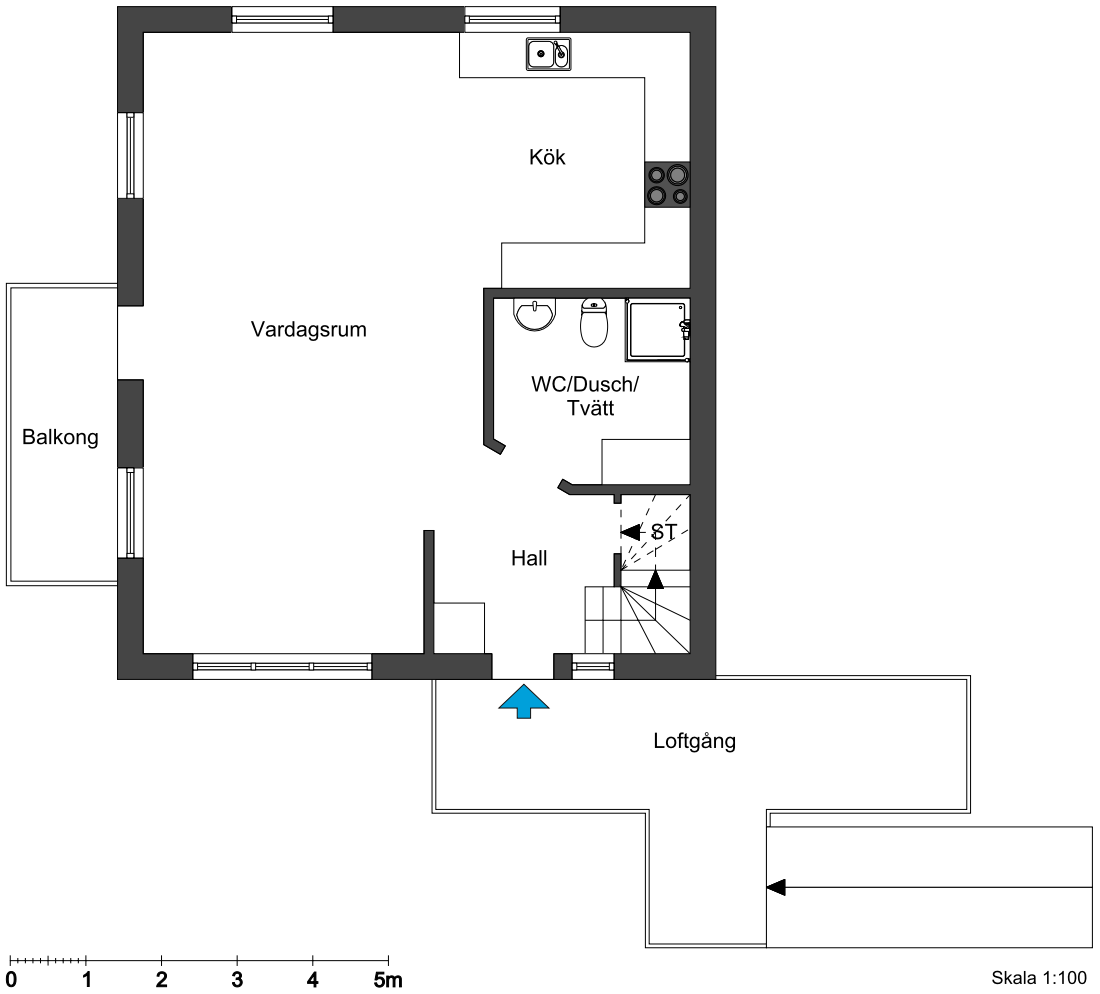 Kök
Vardagsrum
WC/Dusch/
Tvätt
Balkong
ST
Hall
Loftgång
0 1 2 3 4 5m
Skala 1:100